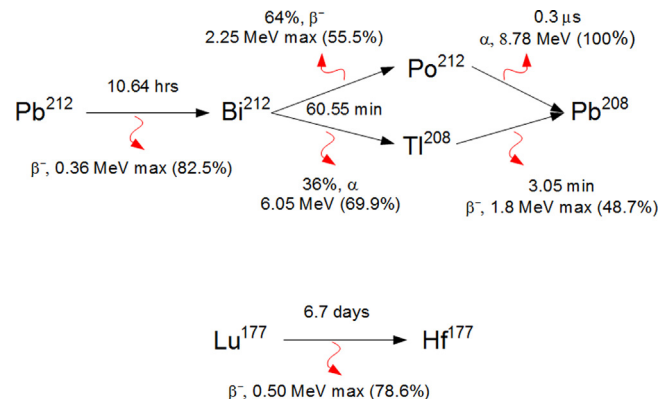 64%, β⁻
2.25 MeV max (55.5%)
0.3 μs
α, 8.78 MeV (100%)
10.64 hrs
Po²¹²
Pb²¹²
Bi²¹²
60.55 min
Pb²⁰⁸
Tl²⁰⁸
β⁻, 0.36 MeV max (82.5%)
36%, α
6.05 MeV (69.9%)
3.05 min
β⁻, 1.8 MeV max (48.7%)
6.7 days
Lu¹⁷⁷
Hf¹⁷⁷
β⁻, 0.50 MeV max (78.6%)